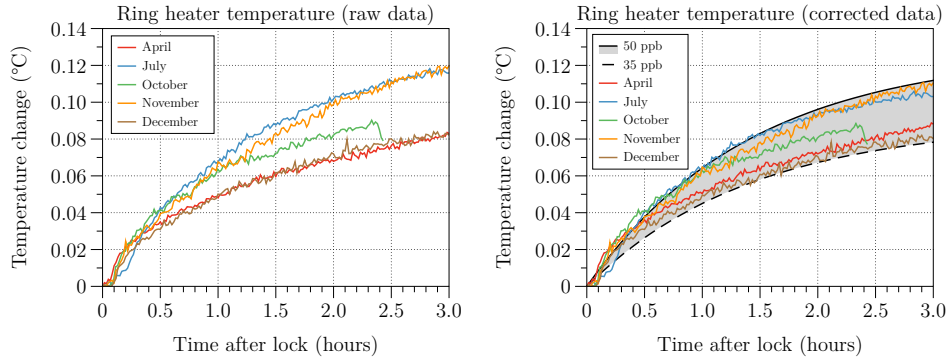 Ring heater temperature (raw data)
Temperature change (°C)
0.14
0.12
0.10
0.08
0.06
0.04
0.02
0
April
July
October
November
December
0 0.5 1.0 1.5 2.0 2.5 3.0
Time after lock (hours)
Ring heater temperature (corrected data)
Temperature change (°C)
0.14
0.12
0.10
0.08
0.06
0.04
0.02
0
50 ppb
35 ppb
April
July
October
November
December
0 0.5 1.0 1.5 2.0 2.5 3.0
Time after lock (hours)